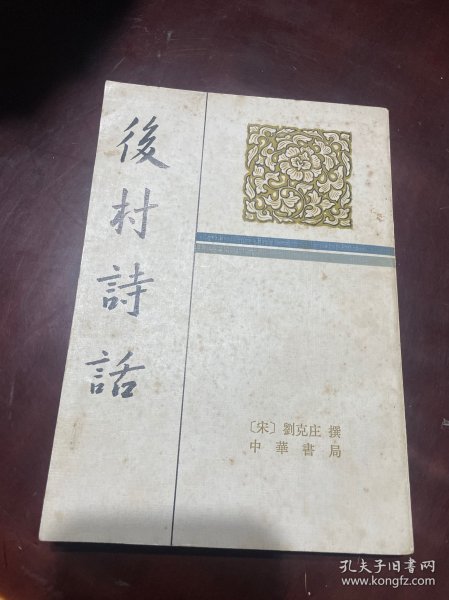 後村詩話
〔宋〕劉克庄 撰
中華書局
孔夫子旧书网
www.kongfz.com